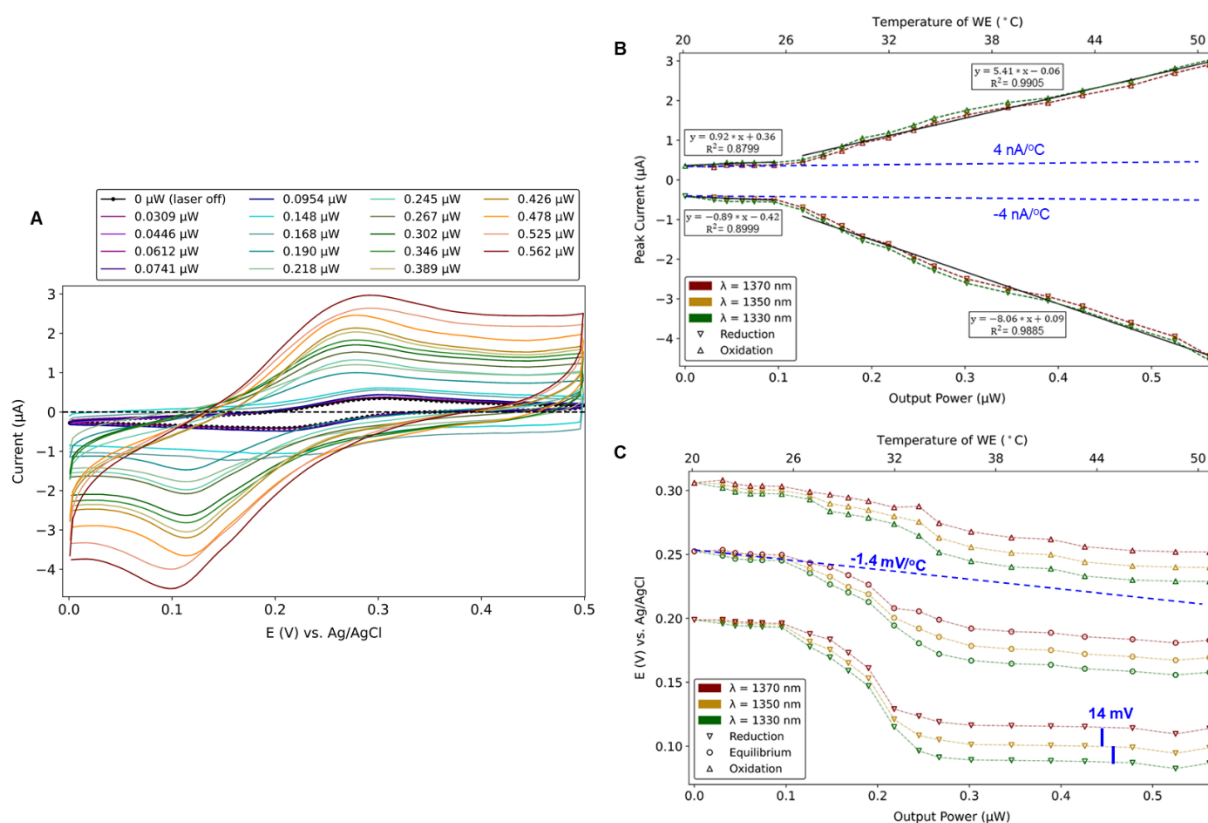 A
0 μW (laser off)
0.0309 μW
0.0446 μW
0.0612 μW
0.0741 μW
0.0954 μW
0.148 μW
0.168 μW
0.190 μW
0.218 μW
0.245 μW
0.267 μW
0.302 μW
0.346 μW
0.389 μW
0.426 μW
0.478 μW
0.525 μW
0.562 μW
3
2
1
0
−1
−2
−3
−4
Current (μA)
0.0 0.1 0.2 0.3 0.4 0.5
E (V) vs. Ag/AgCl
B
Temperature of WE (°C)
20 26 32 38 44 50
3
2
1
0
−1
−2
−3
−4
Peak Current (μA)
y = 5.41 * x − 0.06
R² = 0.9905
y = 0.92 * x + 0.36
R² = 0.8799
4 nA/°C
-4 nA/°C
y = −0.89 * x − 0.42
R² = 0.8999
y = −8.06 * x + 0.09
R² = 0.9885
λ = 1370 nm
λ = 1350 nm
λ = 1330 nm
Reduction
Oxidation
0.0 0.1 0.2 0.3 0.4 0.5
Output Power (μW)
C
Temperature of WE (°C)
20 26 32 38 44 50
0.30
0.25
0.20
0.15
0.10
E (V) vs. Ag/AgCl
-1.4 mV/°C
14 mV
λ = 1370 nm
λ = 1350 nm
λ = 1330 nm
Reduction
Equilibrium
Oxidation
0.0 0.1 0.2 0.3 0.4 0.5
Output Power (μW)